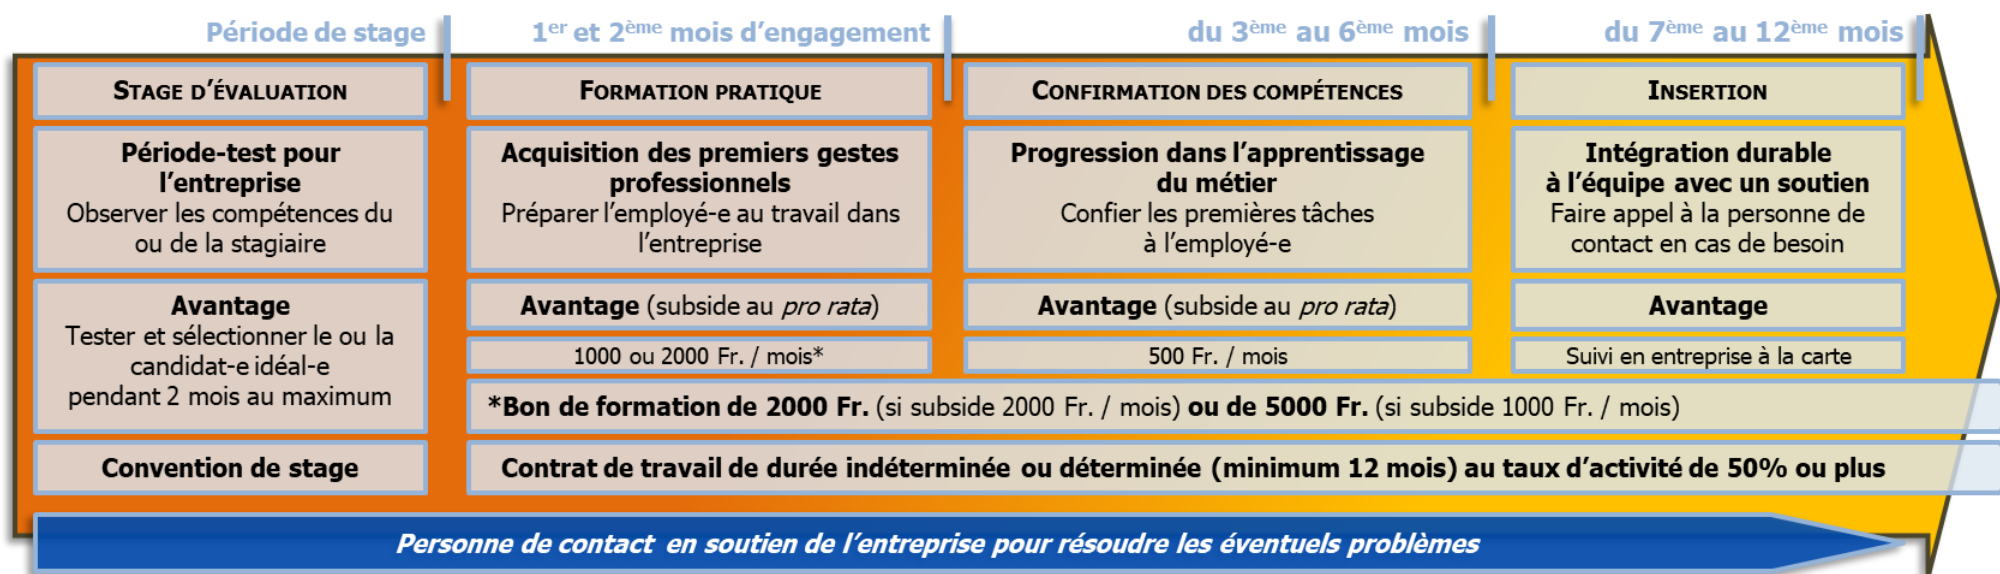 Période de stage
1er et 2ème mois d’engagement
du 3ème au 6ème mois
du 7ème au 12ème mois
STAGE D’ÉVALUATION
FORMATION PRATIQUE
CONFIRMATION DES COMPÉTENCES
INSERTION
Période-test pour
l’entreprise
Observer les compétences du
ou de la stagiaire
Acquisition des premiers gestes
professionnels
Préparer l’employé-e au travail dans
l’entreprise
Progression dans l’apprentissage
du métier
Confier les premières tâches
à l’employé-e
Intégration durable
à l’équipe avec un soutien
Faire appel à la personne de
contact en cas de besoin
Avantage
Tester et sélectionner le ou la
candidat-e idéal-e
pendant 2 mois au maximum
Avantage (subside au pro rata)
1000 ou 2000 Fr. / mois*
Avantage (subside au pro rata)
500 Fr. / mois
Avantage
Suivi en entreprise à la carte
*Bon de formation de 2000 Fr. (si subside 2000 Fr. / mois) ou de 5000 Fr. (si subside 1000 Fr. / mois)
Convention de stage
Contrat de travail de durée indéterminée ou déterminée (minimum 12 mois) au taux d’activité de 50% ou plus
Personne de contact en soutien de l’entreprise pour résoudre les éventuels problèmes